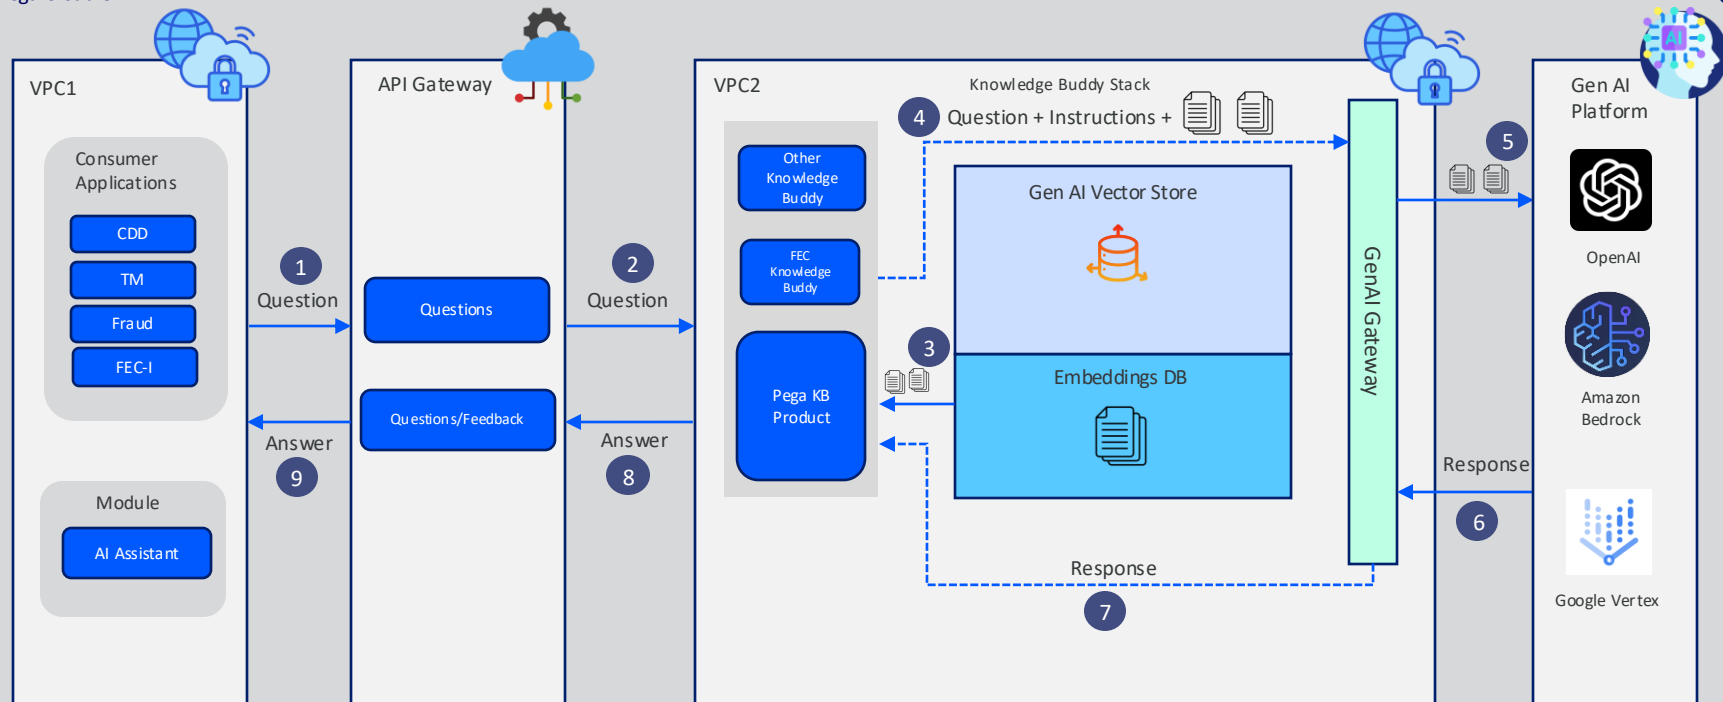 VPC1
Consumer
Applications
CDD
TM
Fraud
FEC-I
Module
AI Assistant
1
Question
Answer
9
API Gateway
Questions
Questions/Feedback
2
Question
Answer
8
VPC2
Knowledge Buddy Stack
4
Question + Instructions +
Other
Knowledge
Buddy
FEC
Knowledge
Buddy
Pega KB
Product
3
Gen AI Vector Store
Embeddings DB
Response
7
GenAI Gateway
5
Response
6
Gen AI
Platform
AI
OpenAI
Amazon
Bedrock
Google Vertex